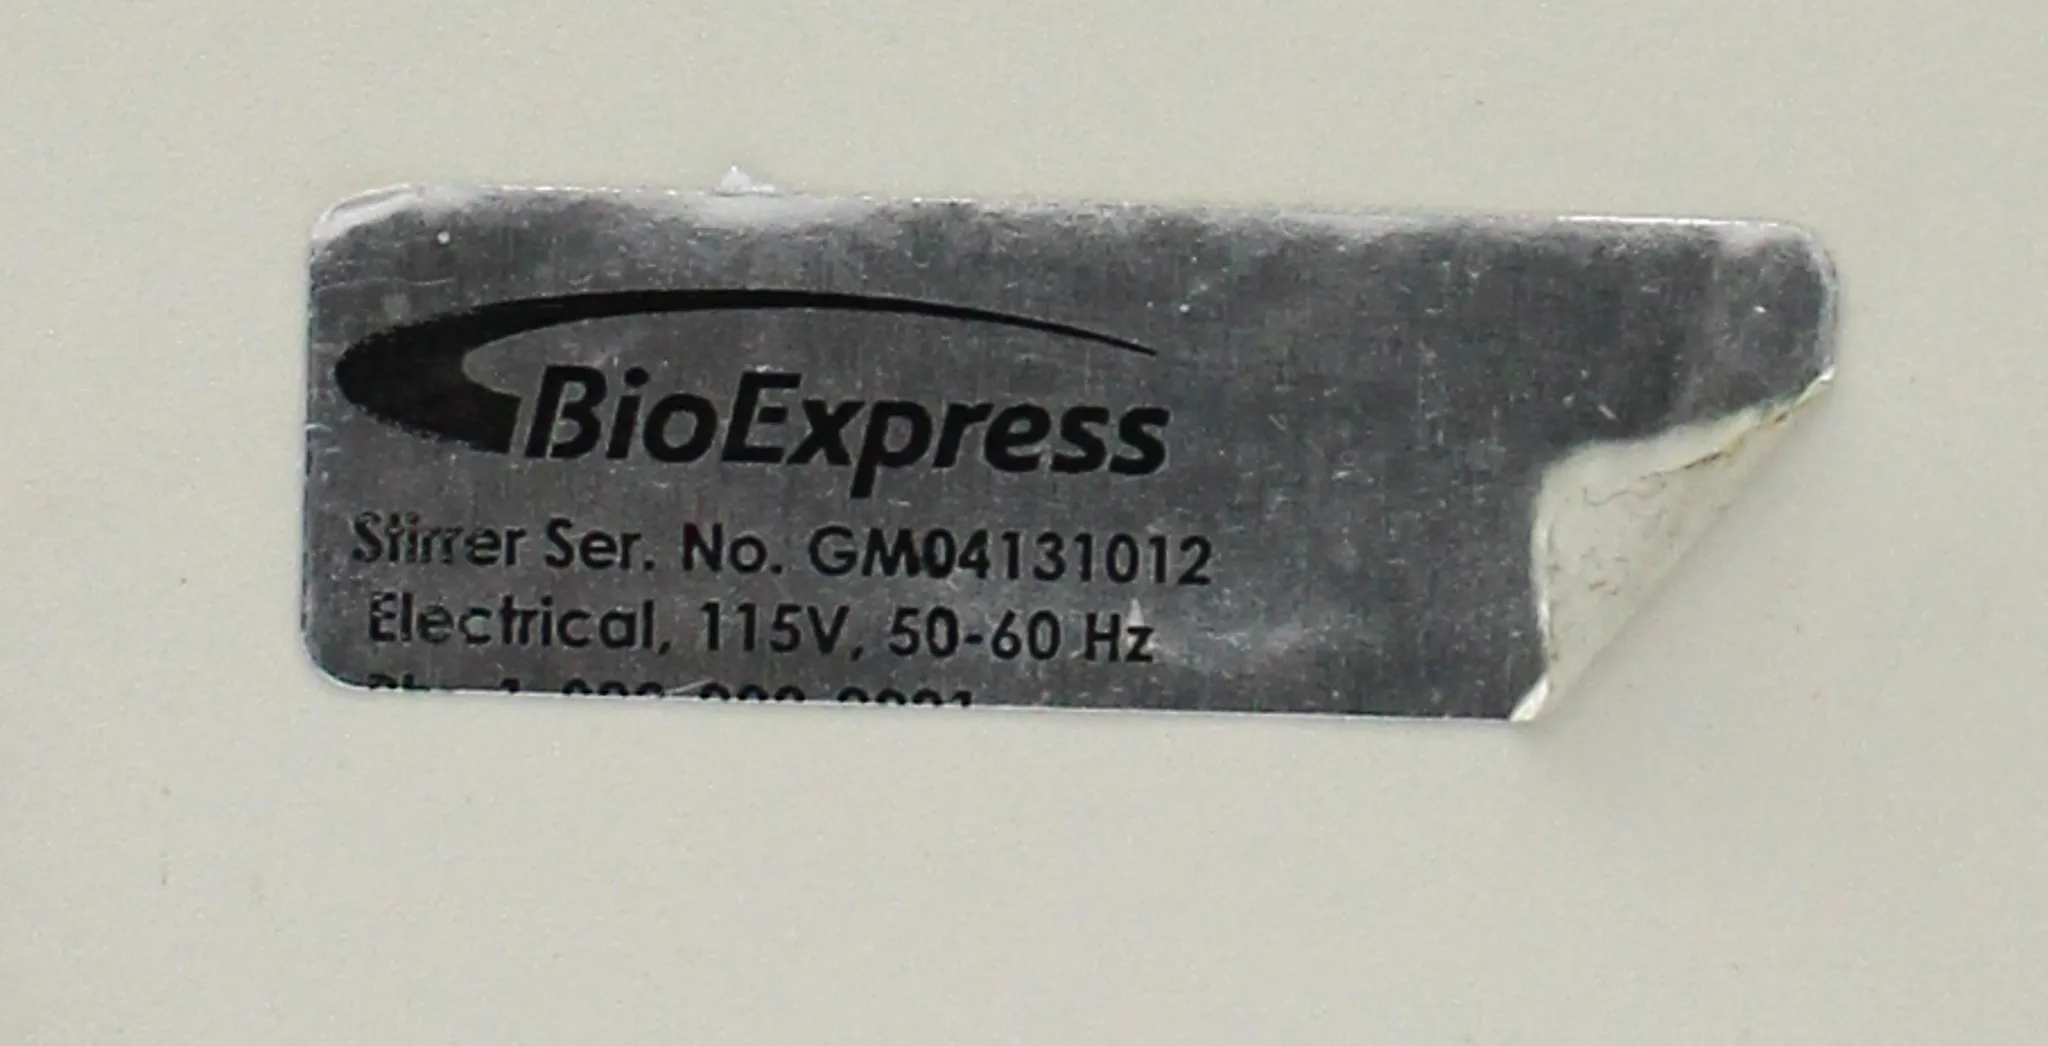 BioExpress
Stirrer Ser. No. GM04131012
Electrical, 115V, 50-60 Hz